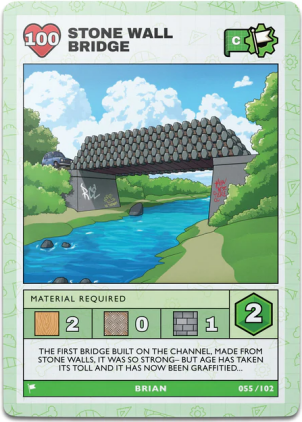 100
STONE WALL
BRIDGE
C
MATERIAL REQUIRED
2 0 1 2
THE FIRST BRIDGE BUILT ON THE CHANNEL, MADE FROM
STONE WALLS, IT WAS SO STRONG– BUT AGE HAS TAKEN
ITS TOLL AND IT HAS NOW BEEN GRAFFITIED...
BRIAN
055/102